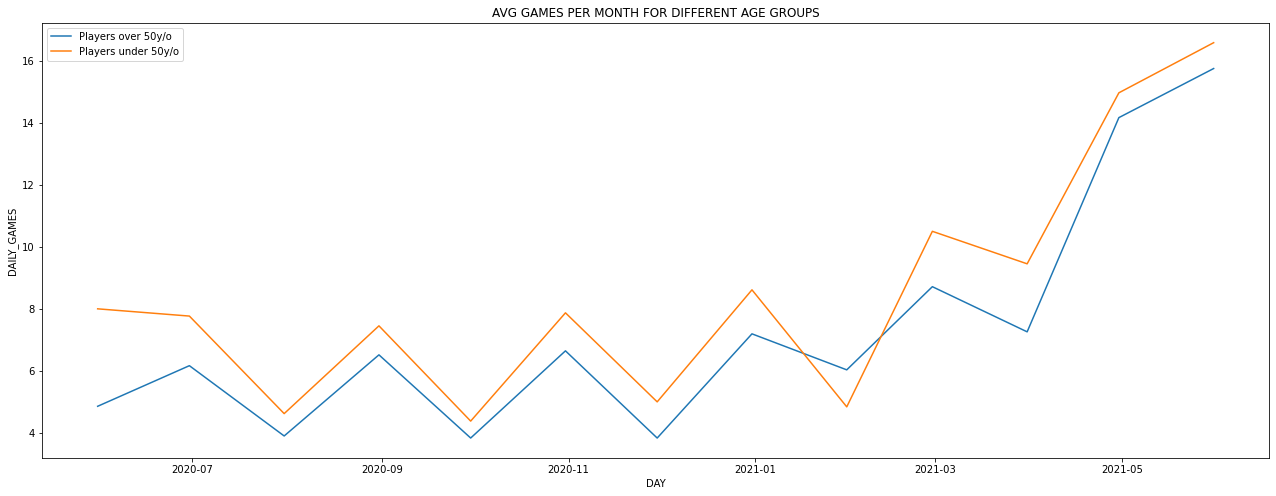 AVG GAMES PER MONTH FOR DIFFERENT AGE GROUPS
Players over 50y/o
Players under 50y/o
16
14
12
10
8
6
4
DAILY_GAMES
2020-07 2020-09 2020-11 2021-01 2021-03 2021-05
DAY